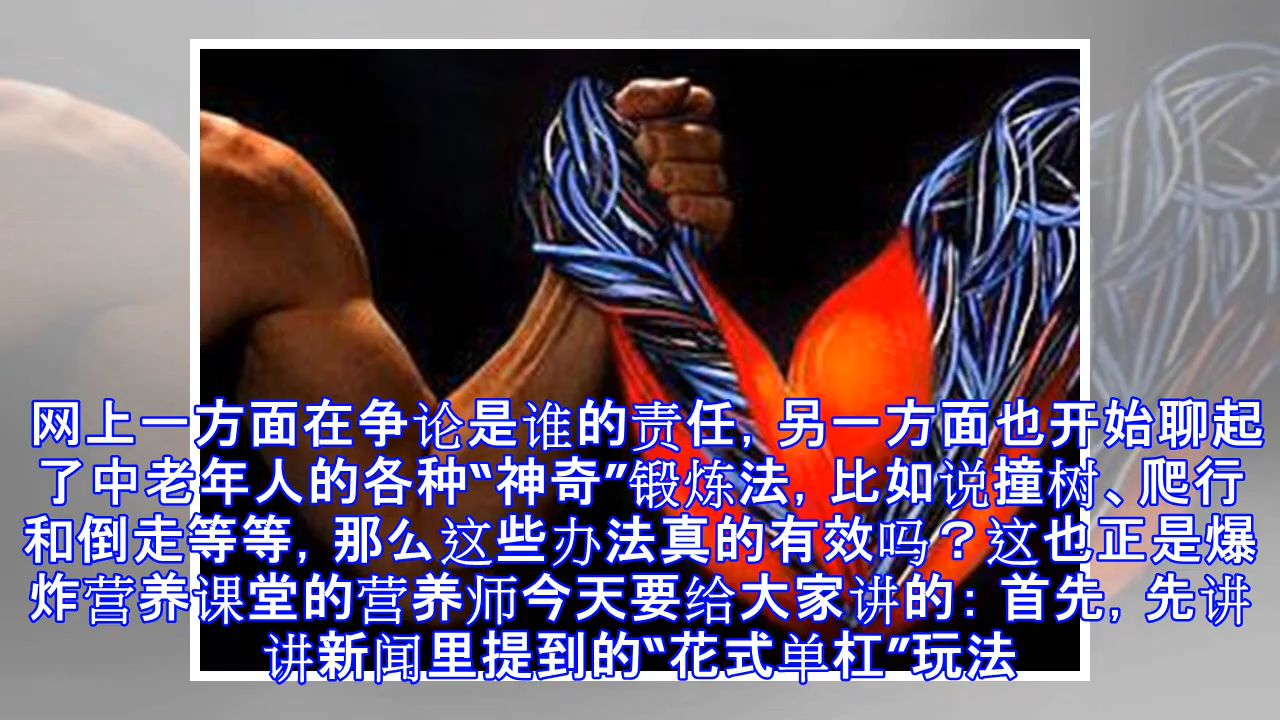 网上一方面在争论是谁的责任, 另一方面也开始聊起
了中老年人的各种“神奇”锻炼法, 比如说撞树、爬行
和倒走等等, 那么这些办法真的有效吗？这也正是爆
炸营养课堂的营养师今天要给大家讲的: 首先, 先讲
讲新闻里提到的“花式单杠”玩法